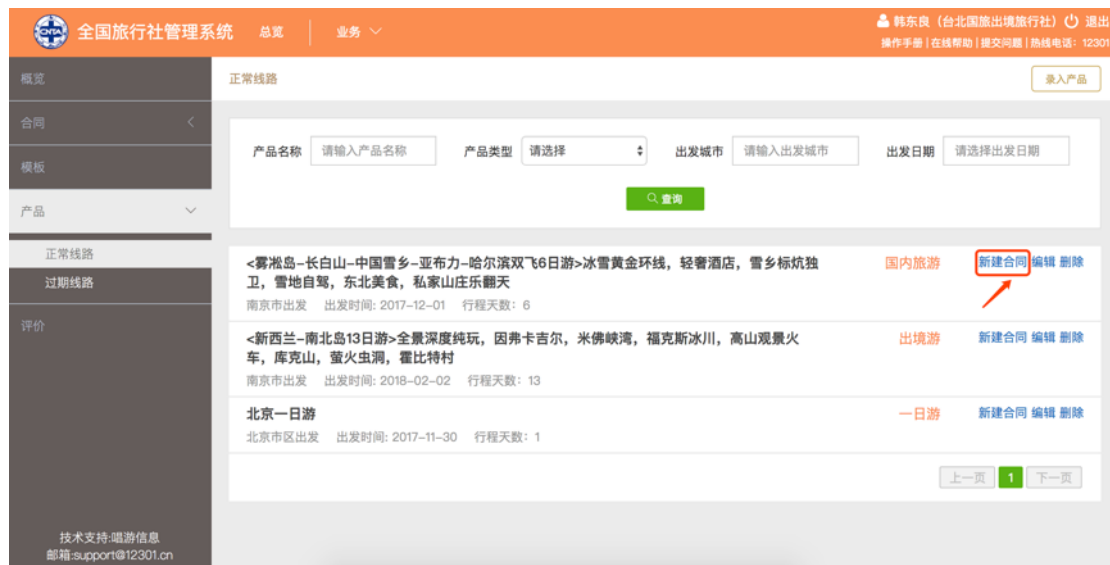 CNTA
全国旅行社管理系统 总览 业务
韩东良（台北国旅出境旅行社） 退出
操作手册|在线帮助|提交问题|热线电话：12301
概览
合同
模板
产品
正常线路
过期线路
评价
技术支持:唱游信息
邮箱:support@12301.cn
正常线路 录入产品
产品名称 请输入产品名称 产品类型 请选择 出发城市 请输入出发城市 出发日期 请选择出发日期
查询
<雾凇岛-长白山-中国雪乡-亚布力-哈尔滨双飞6日游>冰雪黄金环线，轻奢酒店，雪乡标炕独 国内旅游 新建合同 编辑 删除
卫，雪地自驾，东北美食，私家山庄乐翻天
南京市出发 出发时间: 2017-12-01 行程天数：6
<新西兰-南北岛13日游>全景深度纯玩，因弗卡吉尔，米佛峡湾，福克斯冰川，高山观景火 出境游 新建合同 编辑 删除
车，库克山，萤火虫洞，霍比特村
南京市出发 出发时间: 2018-02-02 行程天数：13
北京一日游 一日游 新建合同 编辑 删除
北京市区出发 出发时间: 2017-11-30 行程天数：1
上一页 1 下一页